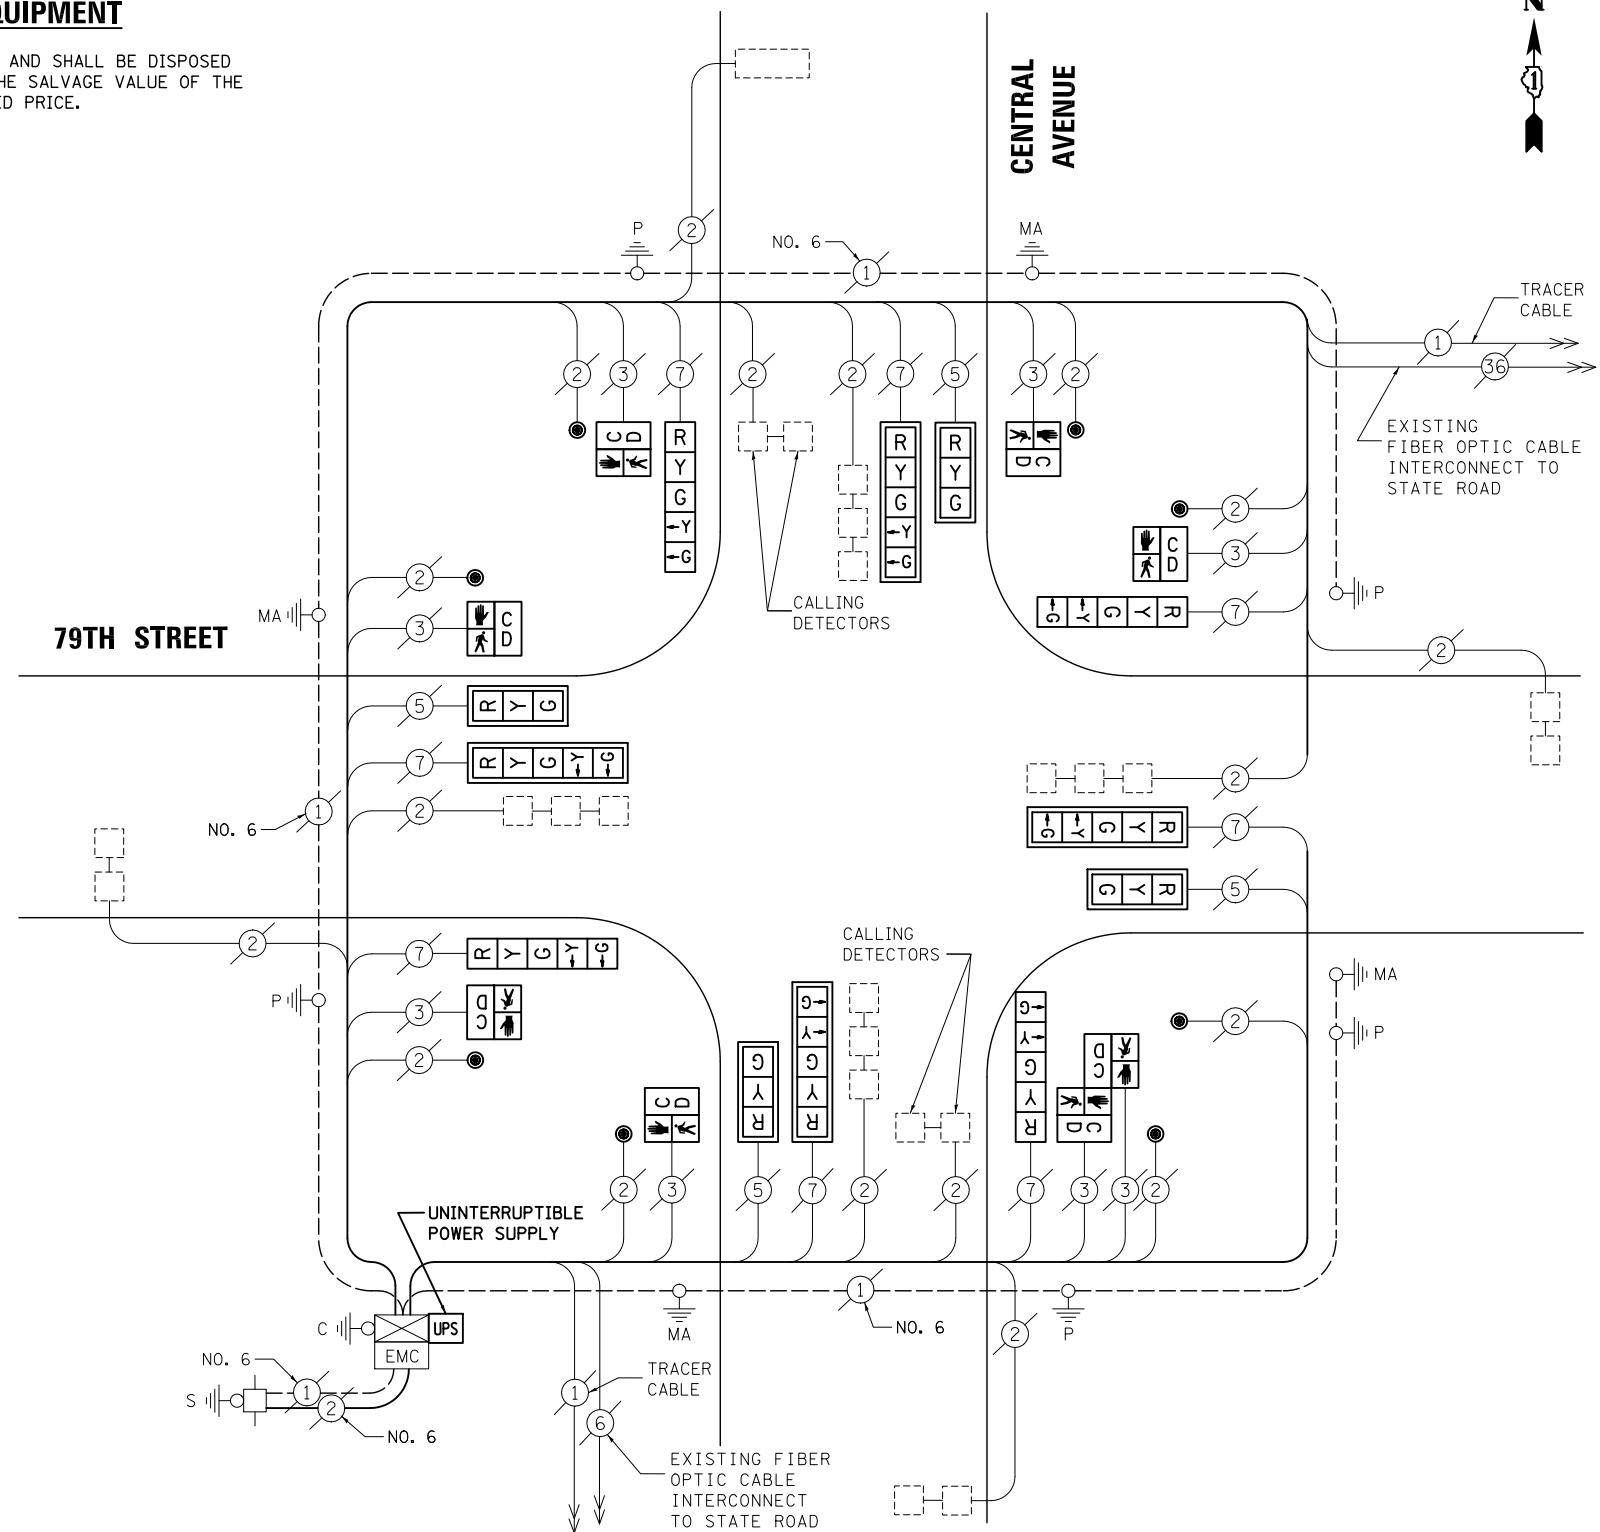 QUIPMENT
AND SHALL BE DISPOSED
HE SALVAGE VALUE OF THE
ID PRICE.
N
1
CENTRAL
AVENUE
P
2
NO. 6
1
MA
TRACER
CABLE
1
36
EXISTING
FIBER OPTIC CABLE
INTERCONNECT TO
STATE ROAD
2
3
7
2
2
7
5
3
2
C D
R
Y
G
Y
G
R
Y
G
Y
G
R
Y
G
C D
CALLING
DETECTORS
2
3
C
D
7
G Y G Y R
P
2
MA
2
3
C
D
79TH STREET
5
R Y G
7
R Y G Y G
2
2
7
G Y G Y R
5
G Y R
NO. 6
1
2
7
R Y G Y G
3
C D
2
P
CALLING
DETECTORS
MA
P
2
G
Y
G
Y
R
G
Y
R
G
Y
G
Y
R
C D
C D
C D
2
3
5
7
2
2
7
3
3
2
UNINTERRUPTIBLE
POWER SUPPLY
C
UPS
EMC
MA
1
NO. 6
P
2
NO. 6
1
S
2
NO. 6
1
TRACER
CABLE
6
EXISTING FIBER
OPTIC CABLE
INTERCONNECT
TO STATE ROAD